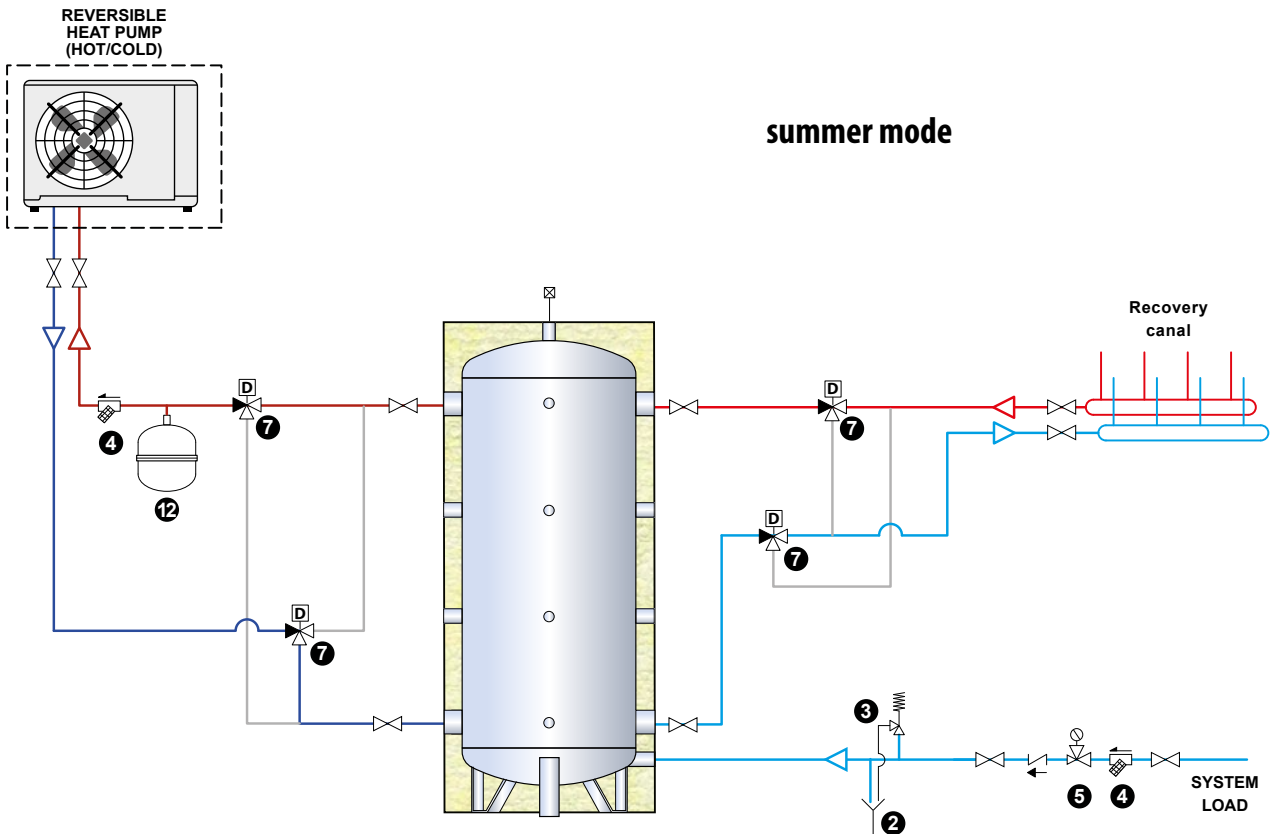 REVERSIBLE
HEAT PUMP
(HOT/COLD)
summer mode
Recovery
canal
D
7
4
12
D
7
D
7
D
7
3
5
4
SYSTEM
LOAD
2